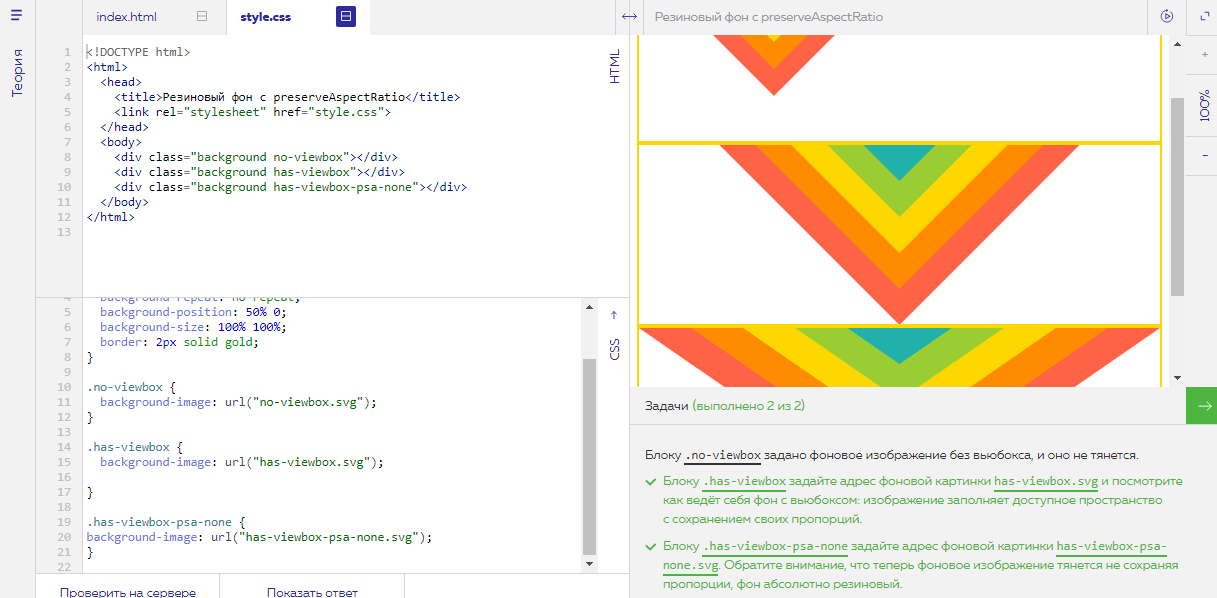 index.html
style.css
Резиновый фон с preserveAspectRatio
Теория
1 <!DOCTYPE html>
2 <html>
3 <head>
4 <title>Резиновый фон с preserveAspectRatio</title>
5 <link rel="stylesheet" href="style.css">
6 </head>
7 <body>
8 <div class="background no-viewbox"></div>
9 <div class="background has-viewbox"></div>
10 <div class="background has-viewbox-psa-none"></div>
11 </body>
12 </html>
13
HTML
4 background-repeat: no-repeat;
5 background-position: 50% 0;
6 background-size: 100% 100%;
7 border: 2px solid gold;
8 }
9
10 .no-viewbox {
11 background-image: url("no-viewbox.svg");
12 }
13
14 .has-viewbox {
15 background-image: url("has-viewbox.svg");
16
17 }
18
19 .has-viewbox-psa-none {
20 background-image: url("has-viewbox-psa-none.svg");
21 }
22
CSS
Проверить на сервере
Показать ответ
+
100%
-
Задачи (выполнено 2 из 2)
Блоку .no-viewbox задано фоновое изображение без вьюбокса, и оно не тянется.
Блоку .has-viewbox задайте адрес фоновой картинки has-viewbox.svg и посмотрите
как ведёт себя фон с вьюбоксом: изображение заполняет доступное пространство
с сохранением своих пропорций.
Блоку .has-viewbox-psa-none задайте адрес фоновой картинки has-viewbox-psa-
none.svg. Обратите внимание, что теперь фоновое изображение тянется не сохраняя
пропорции, фон абсолютно резиновый.